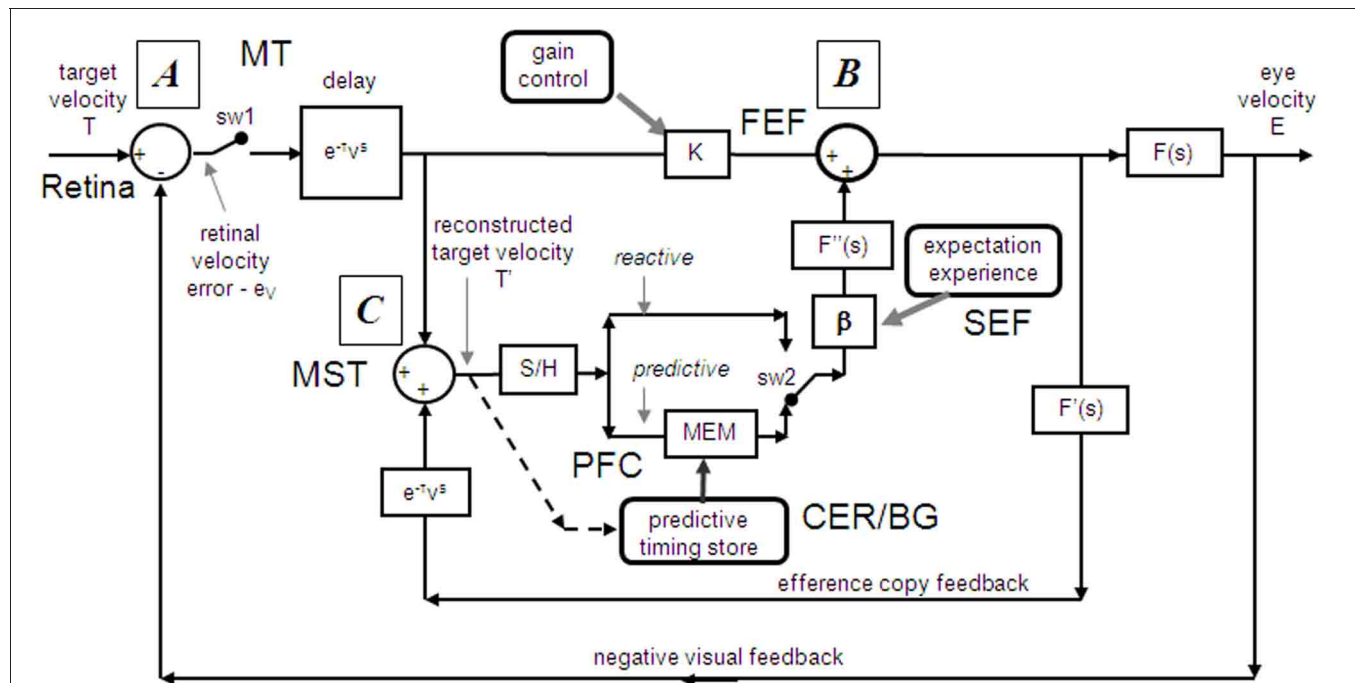 MT
gain
control
target
velocity
T
A
delay
B
eye
velocity
E
sw1
FEF
e^-τv^s
K
F(s)
+
-
+
+
Retina
retinal
velocity
error - eᵥ
reconstructed
target velocity
T'
reactive
F''(s)
expectation
experience
C
β
SEF
MST
+
+
S/H
predictive
sw2
F'(s)
MEM
PFC
e^-τv^s
predictive
timing store
CER/BG
efference copy feedback
negative visual feedback